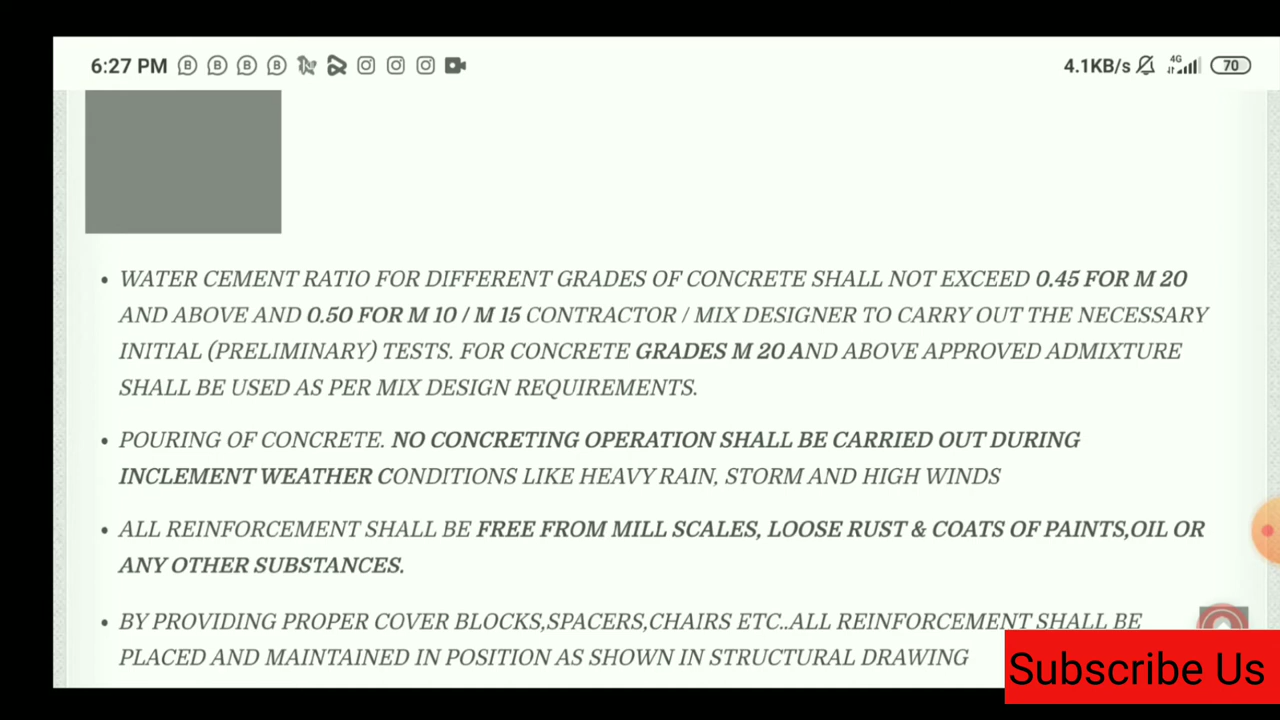 6:27 PM 4.1KB/s 4G 70
• WATER CEMENT RATIO FOR DIFFERENT GRADES OF CONCRETE SHALL NOT EXCEED 0.45 FOR M 20
AND ABOVE AND 0.50 FOR M 10 / M 15 CONTRACTOR / MIX DESIGNER TO CARRY OUT THE NECESSARY
INITIAL (PRELIMINARY) TESTS. FOR CONCRETE GRADES M 20 AND ABOVE APPROVED ADMIXTURE
SHALL BE USED AS PER MIX DESIGN REQUIREMENTS.
• POURING OF CONCRETE. NO CONCRETING OPERATION SHALL BE CARRIED OUT DURING
INCLEMENT WEATHER CONDITIONS LIKE HEAVY RAIN, STORM AND HIGH WINDS
• ALL REINFORCEMENT SHALL BE FREE FROM MILL SCALES, LOOSE RUST & COATS OF PAINTS,OIL OR
ANY OTHER SUBSTANCES.
• BY PROVIDING PROPER COVER BLOCKS,SPACERS,CHAIRS ETC..ALL REINFORCEMENT SHALL BE
PLACED AND MAINTAINED IN POSITION AS SHOWN IN STRUCTURAL DRAWING
Subscribe Us